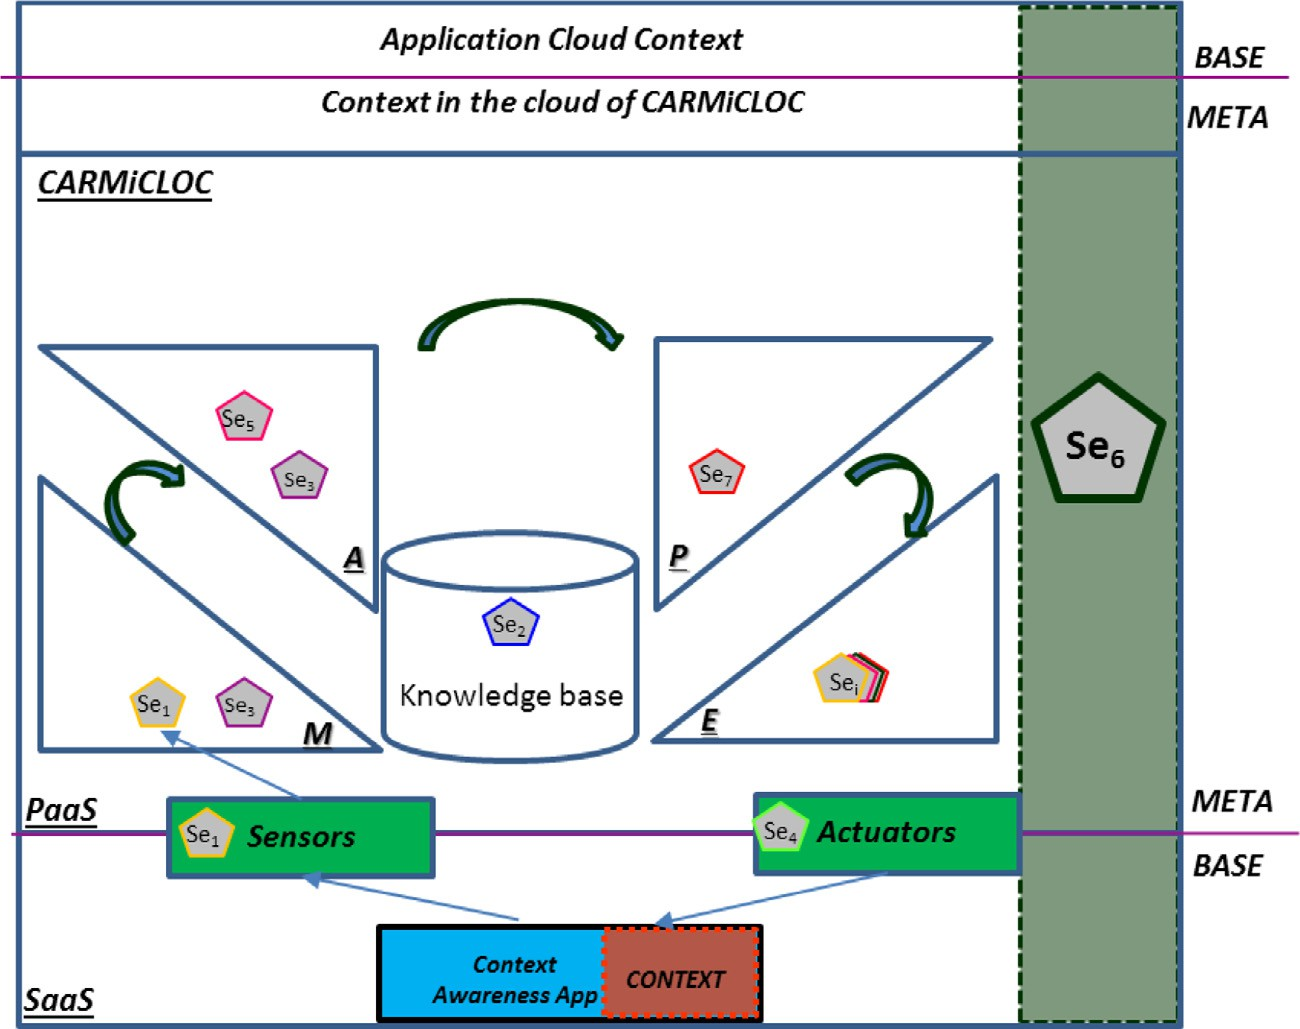 Application Cloud Context
BASE
Context in the cloud of CARMiCLOC
META
CARMiCLOC
Se5
Se3
A
Se7
P
Se6
Se2
Knowledge base
Se1
Se3
M
Sei
E
PaaS
META
Se1 Sensors
Se4 Actuators
BASE
Context
Awareness App
CONTEXT
SaaS